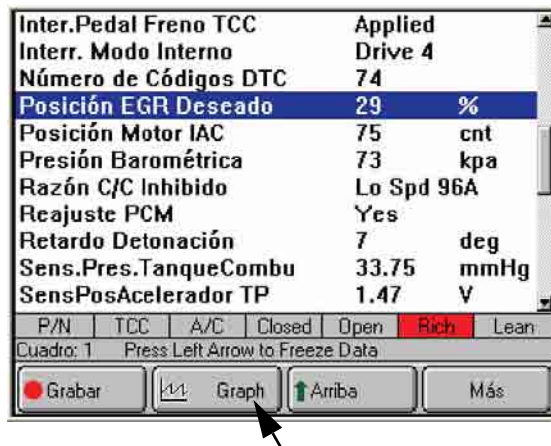 Inter.Pedal Freno TCC Applied
Interr. Modo Interno Drive 4
Número de Códigos DTC 74
Posición EGR Deseado 29 %
Posición Motor IAC 75 cnt
Presión Barométrica 73 kpa
Razón C/C Inhibido Lo Spd 96A
Reajuste PCM Yes
Retardo Detonación 7 deg
Sens.Pres.TanqueCombu 33.75 mmHg
SensPosAcelerador TP 1.47 V
P/N TCC A/C Closed Open Rich Lean
Cuadro: 1 Press Left Arrow to Freeze Data
Grabar Graph Arriba Más